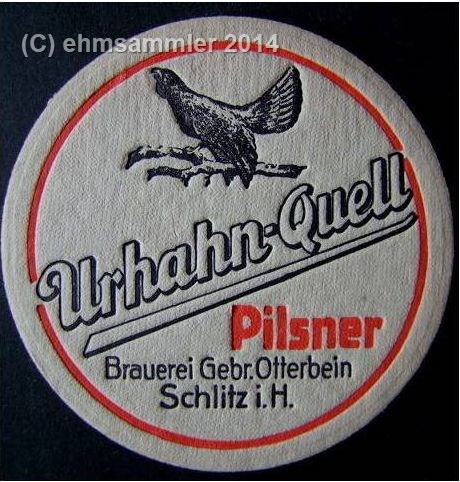 (C) ehmsammler 2014
Urhahn-Quell
Pilsner
Brauerei Gebr. Otterbein
Schlitz i.H.